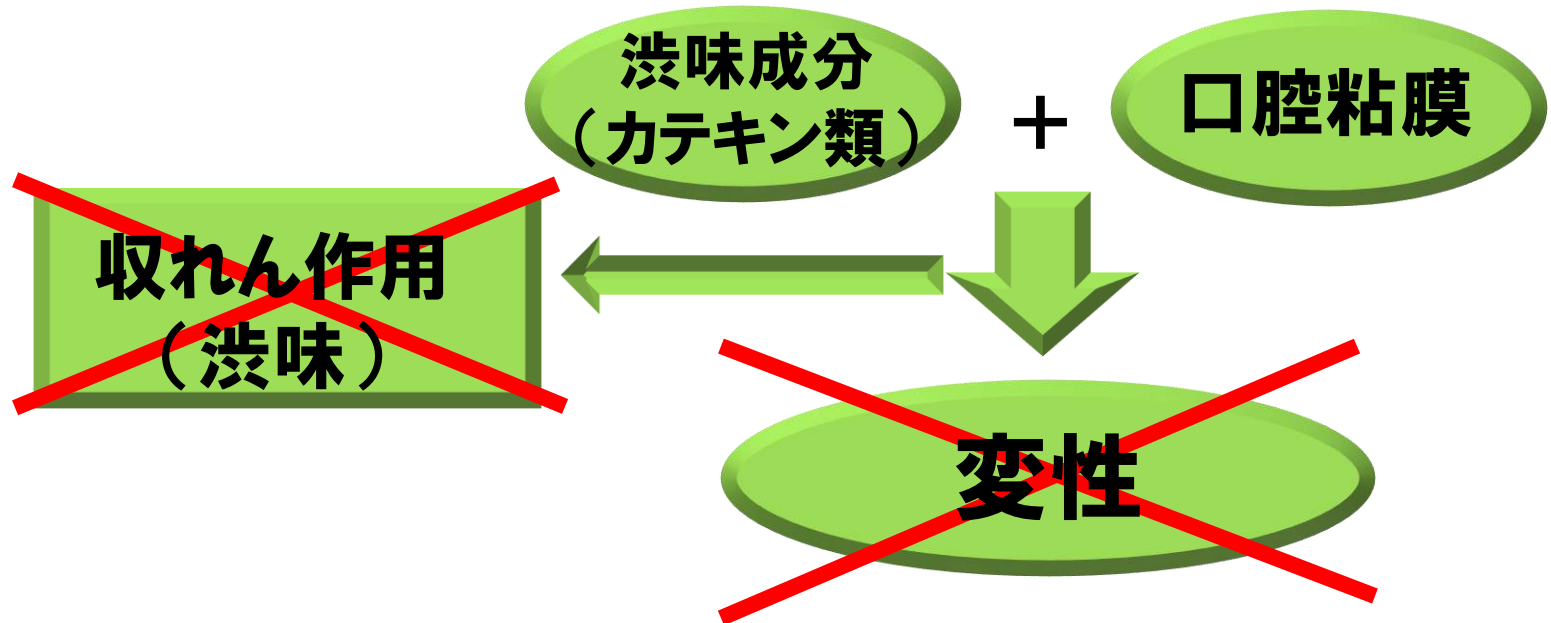 渋味成分
（カテキン類）
＋
口腔粘膜
収れん作用
（渋味）
変性